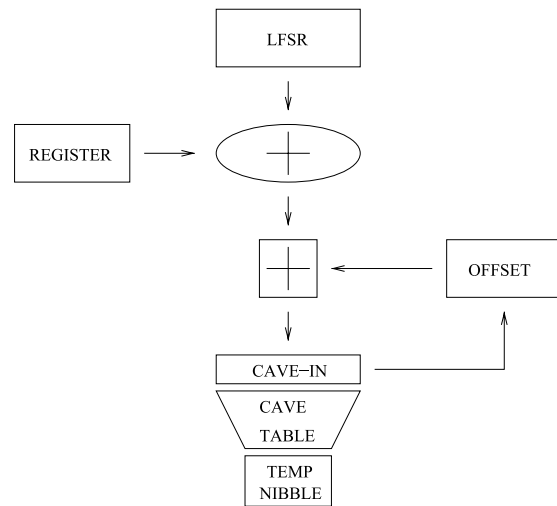 LFSR
REGISTER
OFFSET
CAVE−IN
CAVE
TABLE
TEMP
NIBBLE